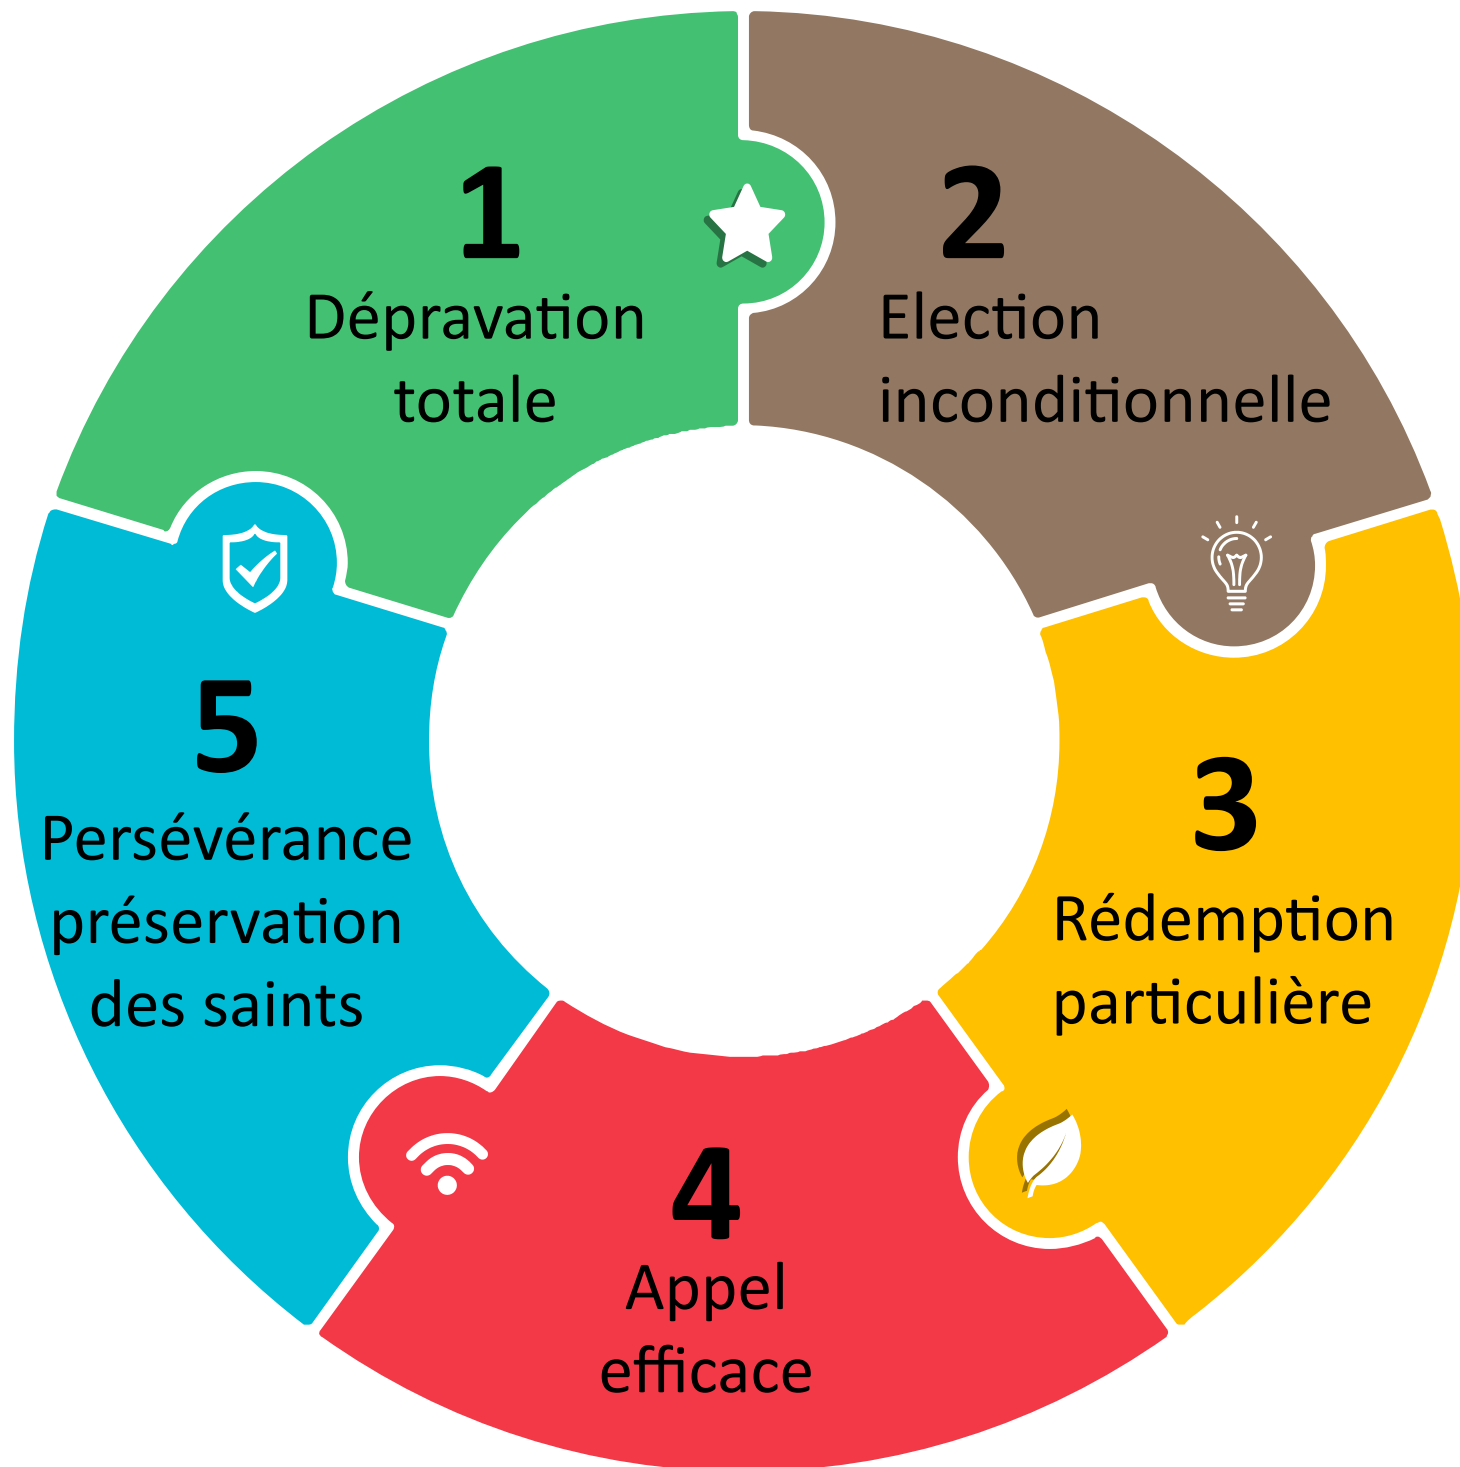 1
Dépravation
totale
2
Election
inconditionnelle
3
Rédemption
particulière
4
Appel
efficace
5
Persévérance
préservation
des saints